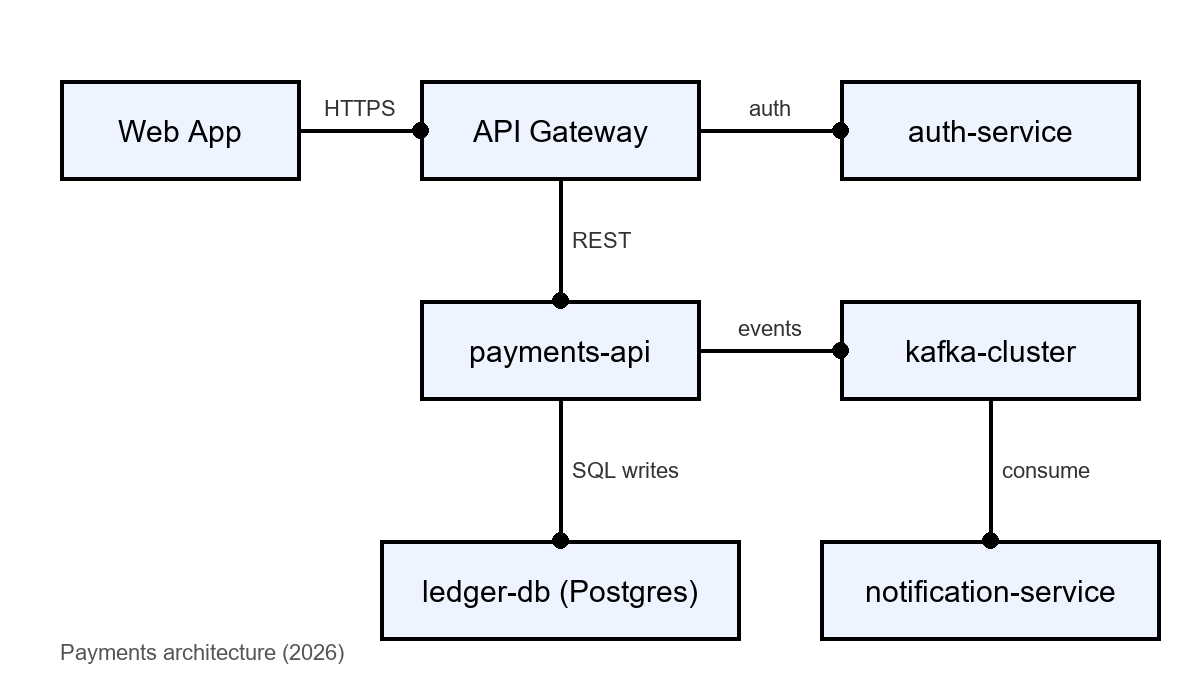 HTTPS
auth
Web App
API Gateway
auth-service
REST
events
payments-api
kafka-cluster
SQL writes
consume
ledger-db (Postgres)
notification-service
Payments architecture (2026)